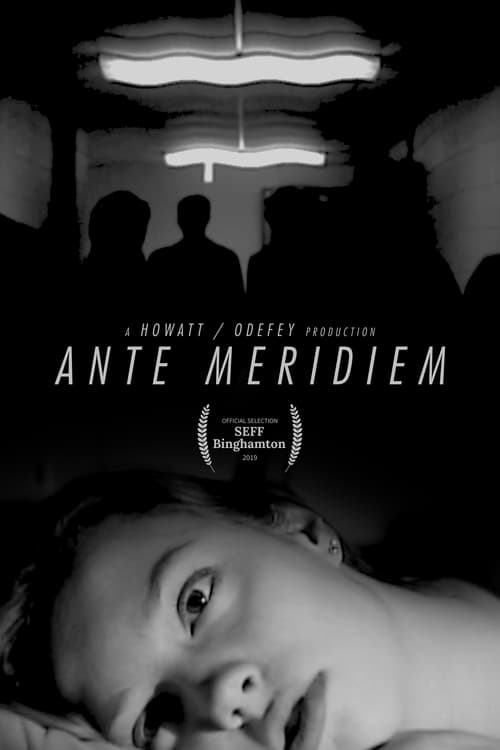 A HOWATT / ODEFEY PRODUCTION
ANTE MERIDIEM
OFFICIAL SELECTION
SEFF
Binghamton
2019